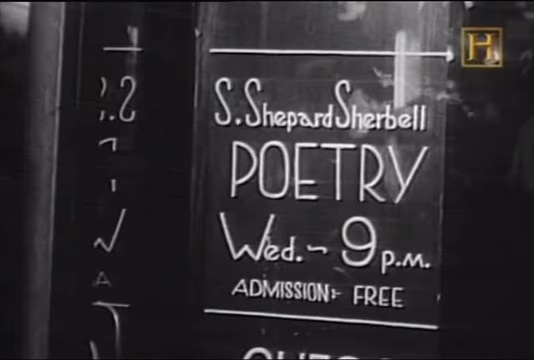 H
S. Shepard Sherbell
POETRY
Wed. ~ 9 p.m.
ADMISSION:- FREE